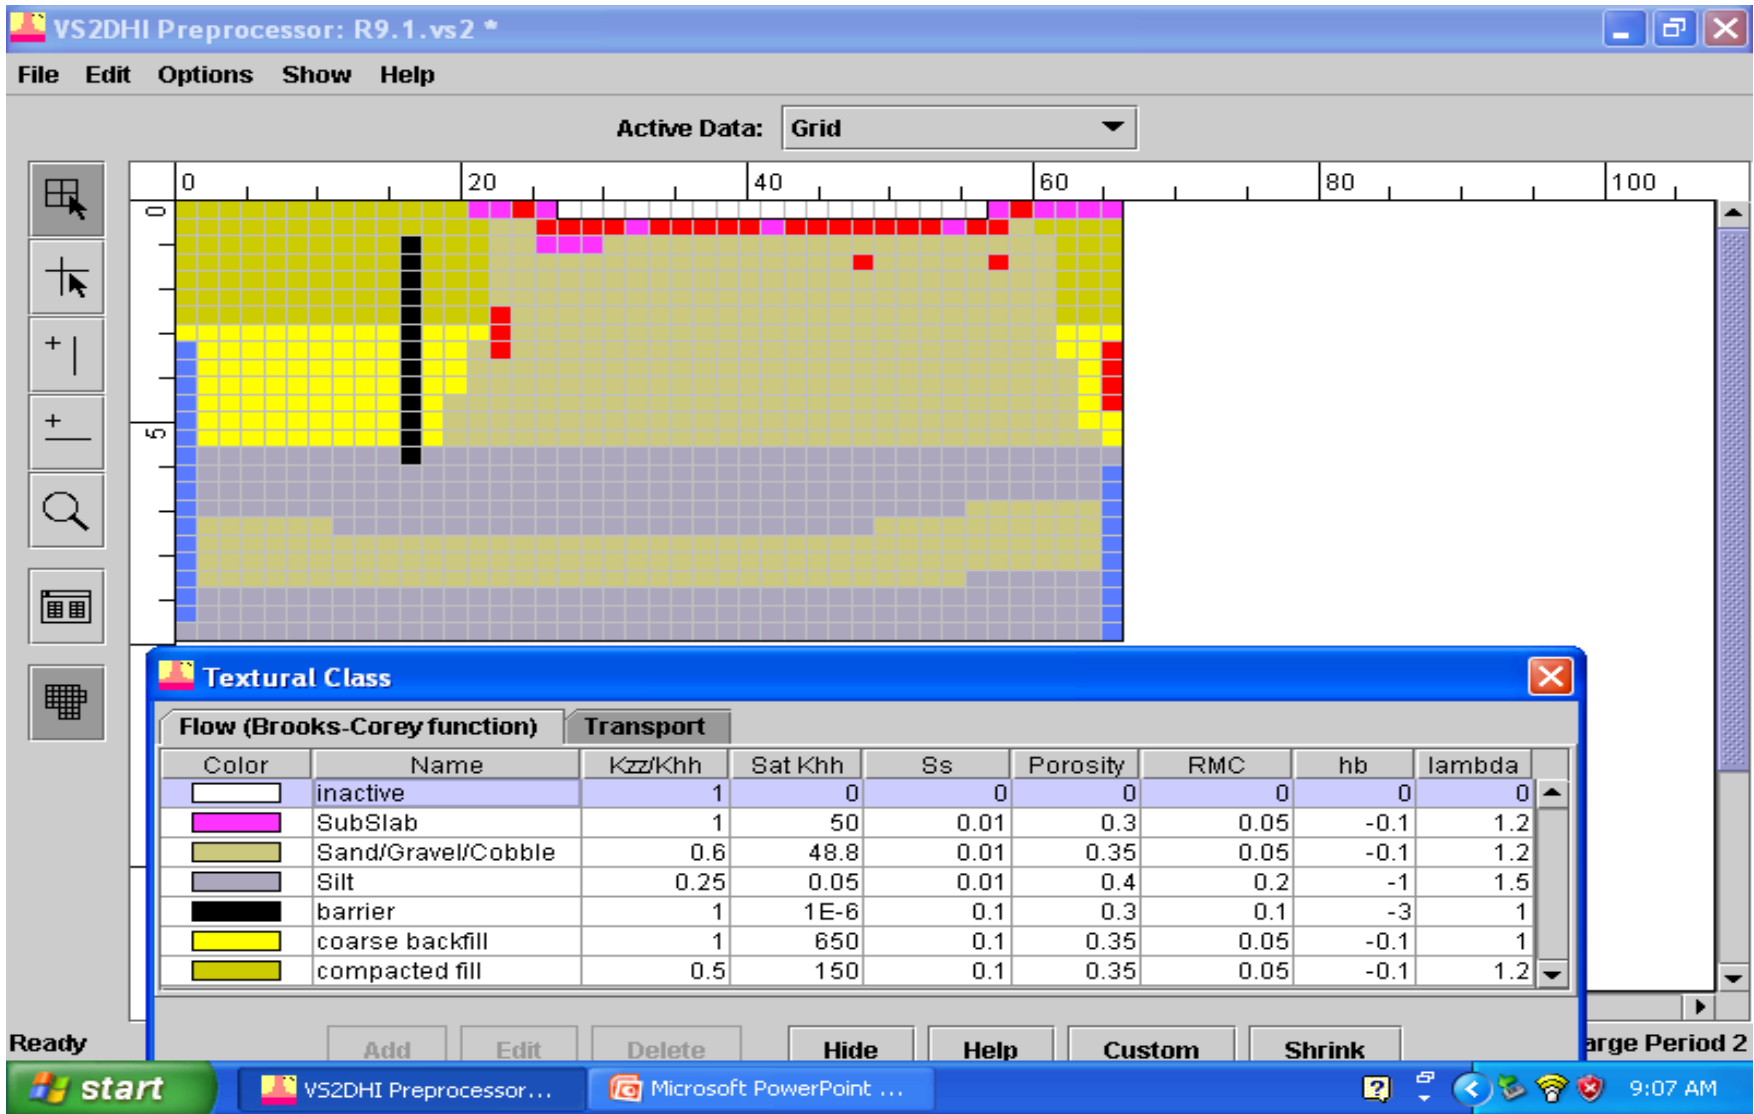 VS2DHI Preprocessor: R9.1.vs2 *
File Edit Options Show Help
Active Data: Grid
0 20 40 60 80 100
0
5
Textural Class
Flow (Brooks-Corey function) Transport
Color Name Kzz/Khh Sat Khh Ss Porosity RMC hb lambda
inactive 1 0 0 0 0 0 0
SubSlab 1 50 0.01 0.3 0.05 -0.1 1.2
Sand/Gravel/Cobble 0.6 48.8 0.01 0.35 0.05 -0.1 1.2
Silt 0.25 0.05 0.01 0.4 0.2 -1 1.5
barrier 1 1E-6 0.1 0.3 0.1 -3 1
coarse backfill 1 650 0.1 0.35 0.05 -0.1 1
compacted fill 0.5 150 0.1 0.35 0.05 -0.1 1.2
Add Edit Delete Hide Help Custom Shrink
Ready arge Period 2
start VS2DHI Preprocessor... Microsoft PowerPoint ... 9:07 AM